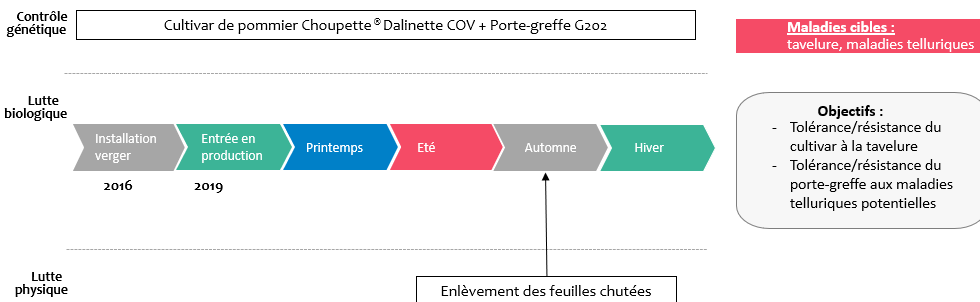 Contrôle
génétique
Cultivar de pommier Choupette® Dalinette COV + Porte-greffe G202
Maladies cibles :
tavelure, maladies telluriques
Lutte
biologique
Installation
verger
Entrée en
production
Printemps
Eté
Automne
Hiver
2016
2019
Objectifs :
- Tolérance/résistance du
cultivar à la tavelure
- Tolérance/résistance du
porte-greffe aux maladies
telluriques potentielles
Lutte
physique
Enlèvement des feuilles chutées